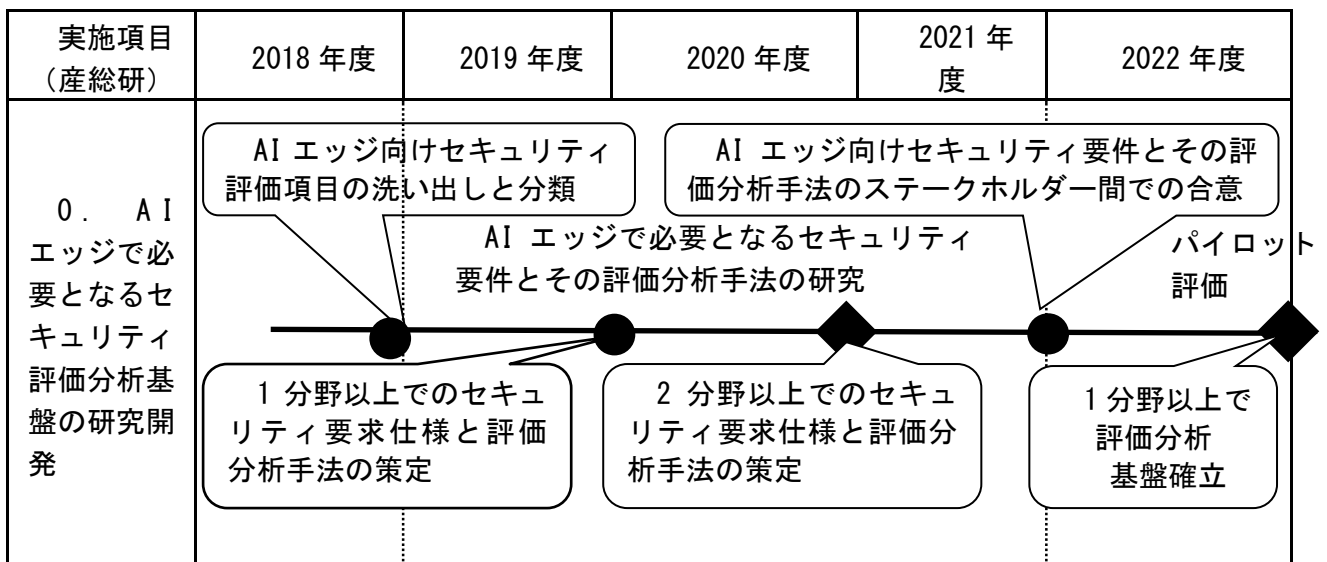 実施項目
(産総研)
2018 年度
2019 年度
2020 年度
2021 年
度
2022 年度
0. AI
エッジで必
要となるセ
キュリティ
評価分析基
盤の研究開
発
AI エッジ向けセキュリティ
評価項目の洗い出しと分類
AI エッジ向けセキュリティ要件とその評
価分析手法のステークホルダー間での合意
AI エッジで必要となるセキュリティ
要件とその評価分析手法の研究
パイロット
評価
1 分野以上でのセキュ
リティ要求仕様と評価
分析手法の策定
2 分野以上でのセキュ
リティ要求仕様と評価分
析手法の策定
1分野以上で
評価分析
基盤確立